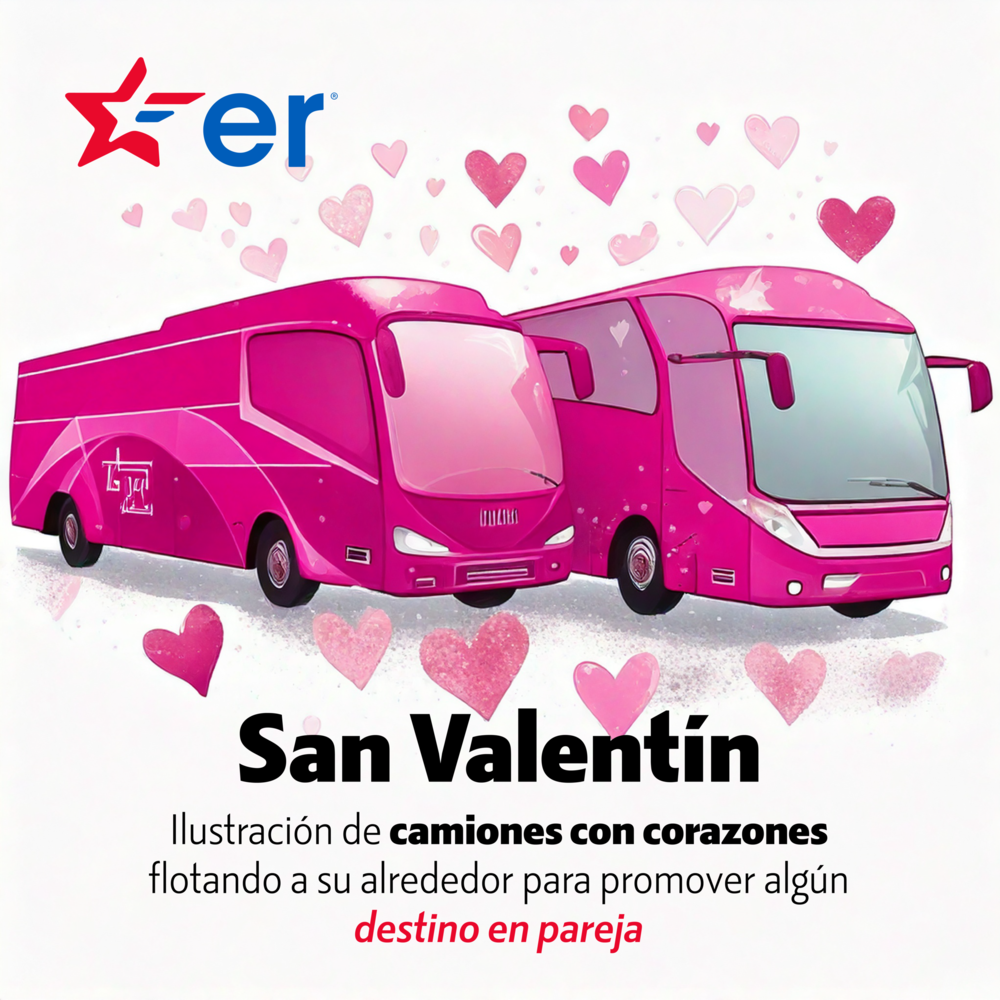 er®
San Valentín
Ilustración de camiones con corazones
flotando a su alrededor para promover algún
destino en pareja